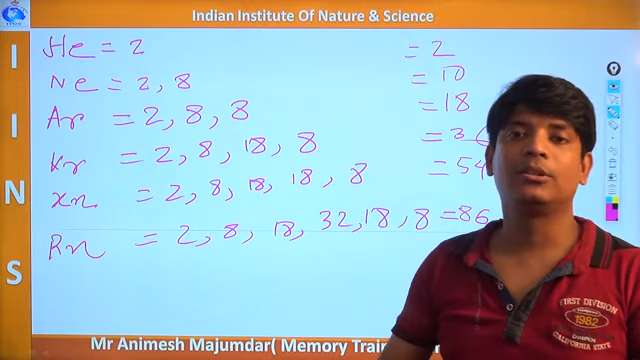 Indian Institute Of Nature & Science
I
I
N
S
He = 2 = 2
Ne = 2, 8 = 10
Ar = 2, 8, 8 = 18
Kr = 2, 8, 18, 8 = 36
Xn = 2, 8, 18, 18, 8 = 54
Rn = 2, 8, 18, 32, 18, 8 = 86
FIRST DIVISION
1982
CHAMPION
CALIFORNIA STATE
Mr Animesh Majumdar( Memory Train